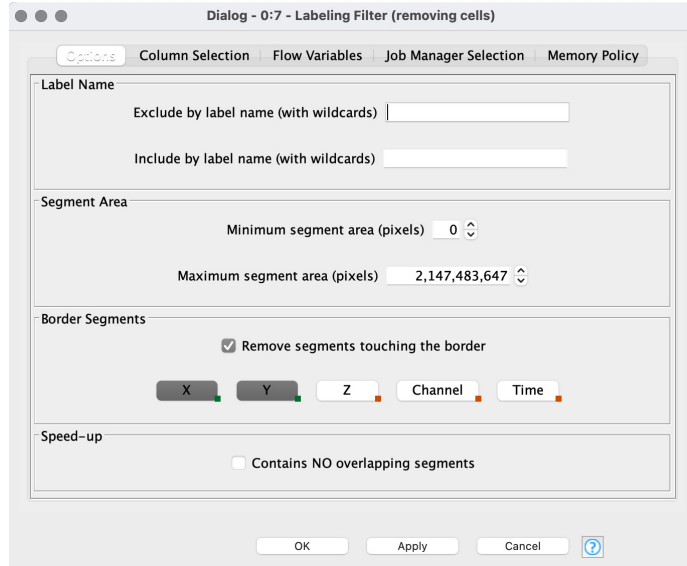 Dialog - 0:7 - Labeling Filter (removing cells)
Options Column Selection Flow Variables Job Manager Selection Memory Policy
Label Name
Exclude by label name (with wildcards)
Include by label name (with wildcards)
Segment Area
Minimum segment area (pixels) 0
Maximum segment area (pixels) 2,147,483,647
Border Segments
Remove segments touching the border
X Y Z Channel Time
Speed-up
Contains NO overlapping segments
OK Apply Cancel ?